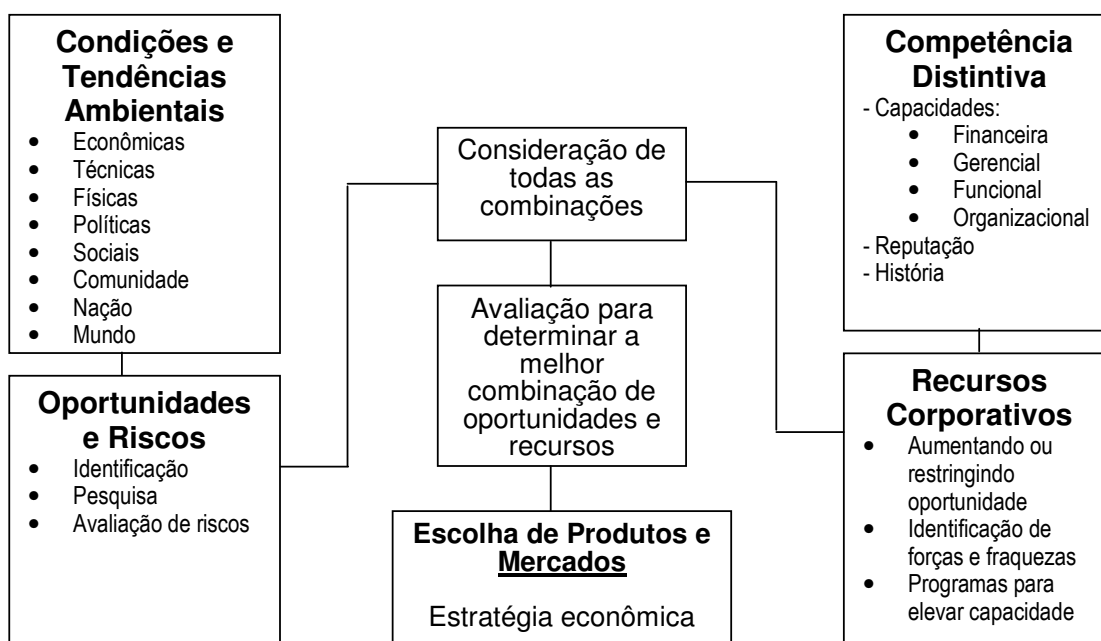 Condições e
Tendências
Ambientais
• Econômicas
• Técnicas
• Físicas
• Políticas
• Sociais
• Comunidade
• Nação
• Mundo
Oportunidades
e Riscos
• Identificação
• Pesquisa
• Avaliação de riscos
Consideração de
todas as
combinações
Avaliação para
determinar a
melhor
combinação de
oportunidades e
recursos
Escolha de Produtos e
Mercados
Estratégia econômica
Competência
Distintiva
- Capacidades:
• Financeira
• Gerencial
• Funcional
• Organizacional
- Reputação
- História
Recursos
Corporativos
• Aumentando ou
restringindo
oportunidade
• Identificação de
forças e fraquezas
• Programas para
elevar capacidade